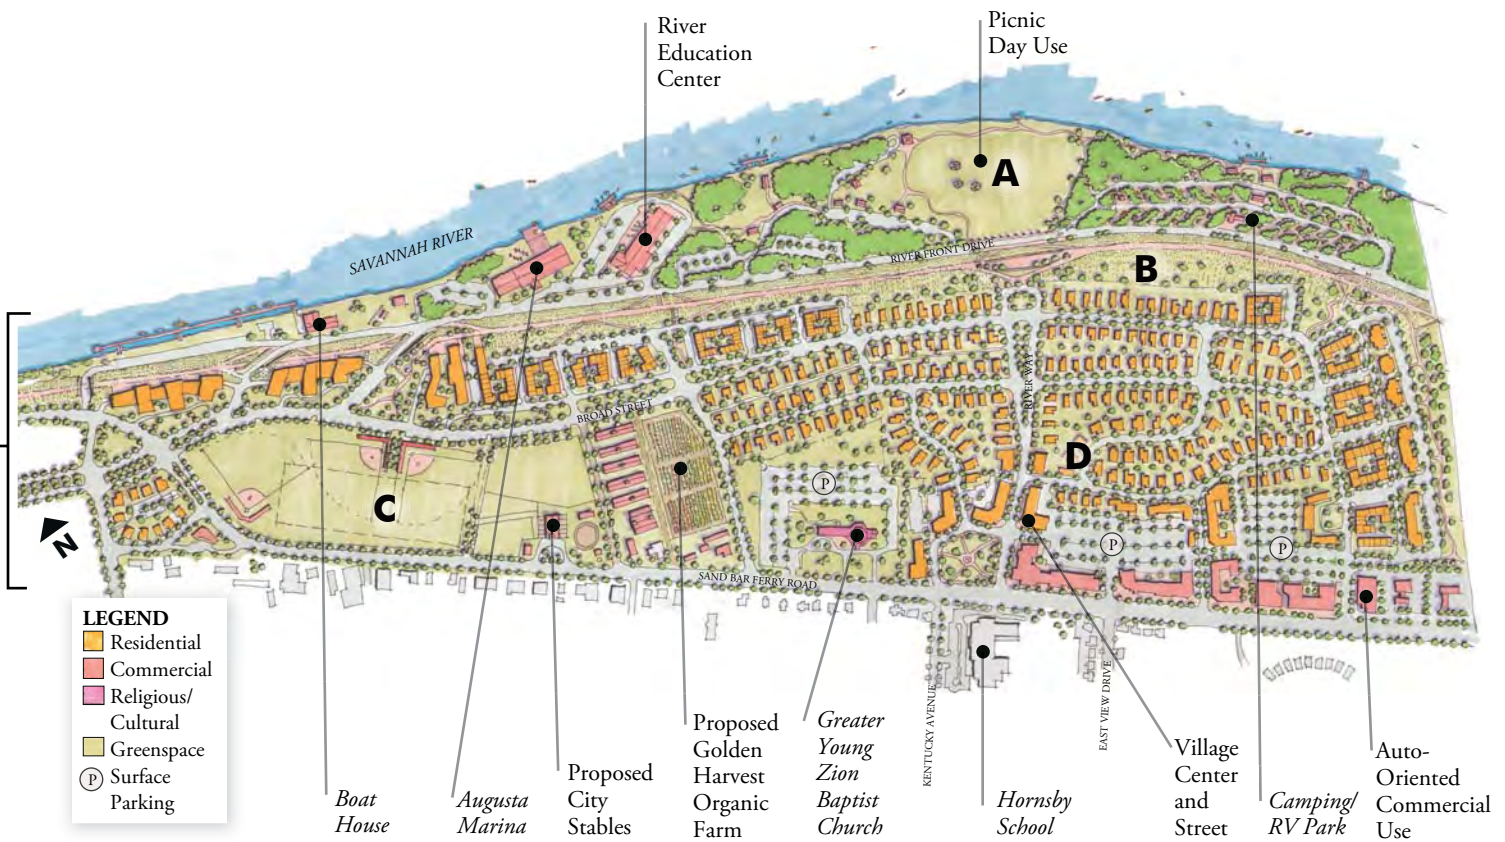 River
Education
Center
Picnic
Day Use
A
SAVANNAH RIVER
RIVER FRONT DRIVE
B
RIVER WAY
BROAD STREET
D
C
P
P
P
N
SAND BAR FERRY ROAD
KENTUCKY AVENUE
EAST VIEW DRIVE
LEGEND
Residential
Commercial
Religious/
Cultural
Greenspace
P Surface
Parking
Boat
House
Augusta
Marina
Proposed
City
Stables
Proposed
Golden
Harvest
Organic
Farm
Greater
Young
Zion
Baptist
Church
Hornsby
School
Village
Center
and
Street
Camping/
RV Park
Auto-
Oriented
Commercial
Use